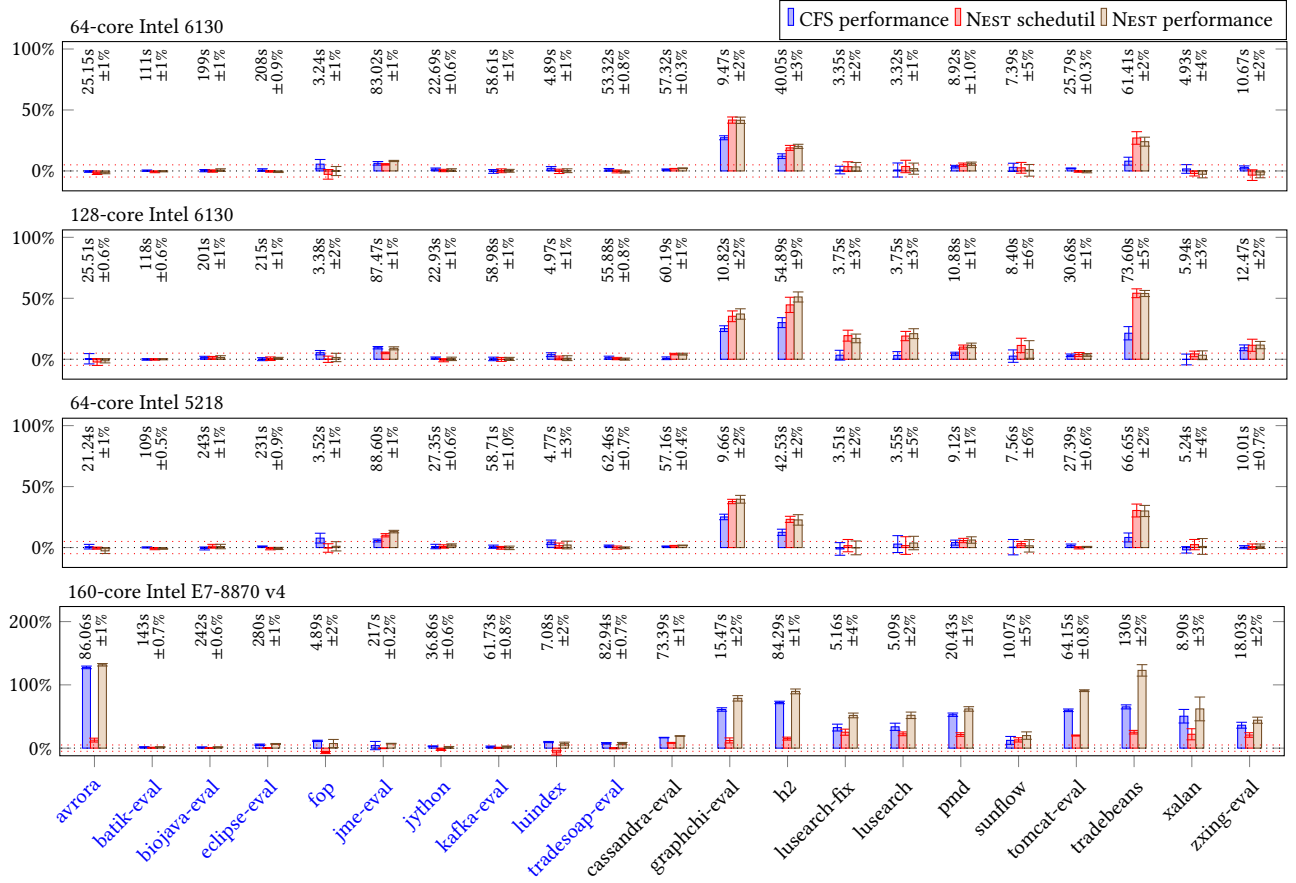 64-core Intel 6130
CFS performance NEST schedutil NEST performance
100%
50%
0%
25.15s ±1%
111s ±1%
199s ±1%
208s ±0.9%
3.24s ±1%
83.02s ±1%
22.69s ±0.6%
58.61s ±1%
4.89s ±1%
53.32s ±0.8%
57.32s ±0.3%
9.47s ±2%
40.05s ±3%
3.35s ±2%
3.32s ±1%
8.92s ±1.0%
7.39s ±5%
25.79s ±0.3%
61.41s ±2%
4.93s ±4%
10.67s ±2%
128-core Intel 6130
100%
50%
0%
25.51s ±0.6%
118s ±0.6%
201s ±1%
215s ±1%
3.38s ±2%
87.47s ±1%
22.93s ±1%
58.98s ±1%
4.97s ±1%
55.88s ±0.8%
60.19s ±1%
10.82s ±2%
54.89s ±9%
3.75s ±3%
3.75s ±3%
10.88s ±1%
8.40s ±6%
30.68s ±1%
73.60s ±5%
5.94s ±3%
12.47s ±2%
64-core Intel 5218
100%
50%
0%
21.24s ±1%
109s ±0.5%
243s ±1%
231s ±0.9%
3.52s ±1%
88.60s ±1%
27.35s ±0.6%
58.71s ±1.0%
4.77s ±3%
62.46s ±0.7%
57.16s ±0.4%
9.66s ±2%
42.53s ±2%
3.51s ±2%
3.55s ±5%
9.12s ±1%
7.56s ±6%
27.39s ±0.6%
66.65s ±2%
5.24s ±4%
10.01s ±0.7%
160-core Intel E7-8870 v4
200%
100%
0%
86.06s ±1%
143s ±0.7%
242s ±0.6%
280s ±1%
4.89s ±2%
217s ±0.2%
36.86s ±0.6%
61.73s ±0.8%
7.08s ±2%
82.94s ±0.7%
73.39s ±1%
15.47s ±2%
84.29s ±1%
5.16s ±4%
5.09s ±2%
20.43s ±1%
10.07s ±5%
64.15s ±0.8%
130s ±2%
8.90s ±3%
18.03s ±2%
avrora
batik-eval
biojava-eval
eclipse-eval
fop
jme-eval
jython
kafka-eval
luindex
tradesoap-eval
cassandra-eval
graphchi-eval
h2
lusearch-fix
lusearch
pmd
sunflow
tomcat-eval
tradebeans
xalan
zxing-eval